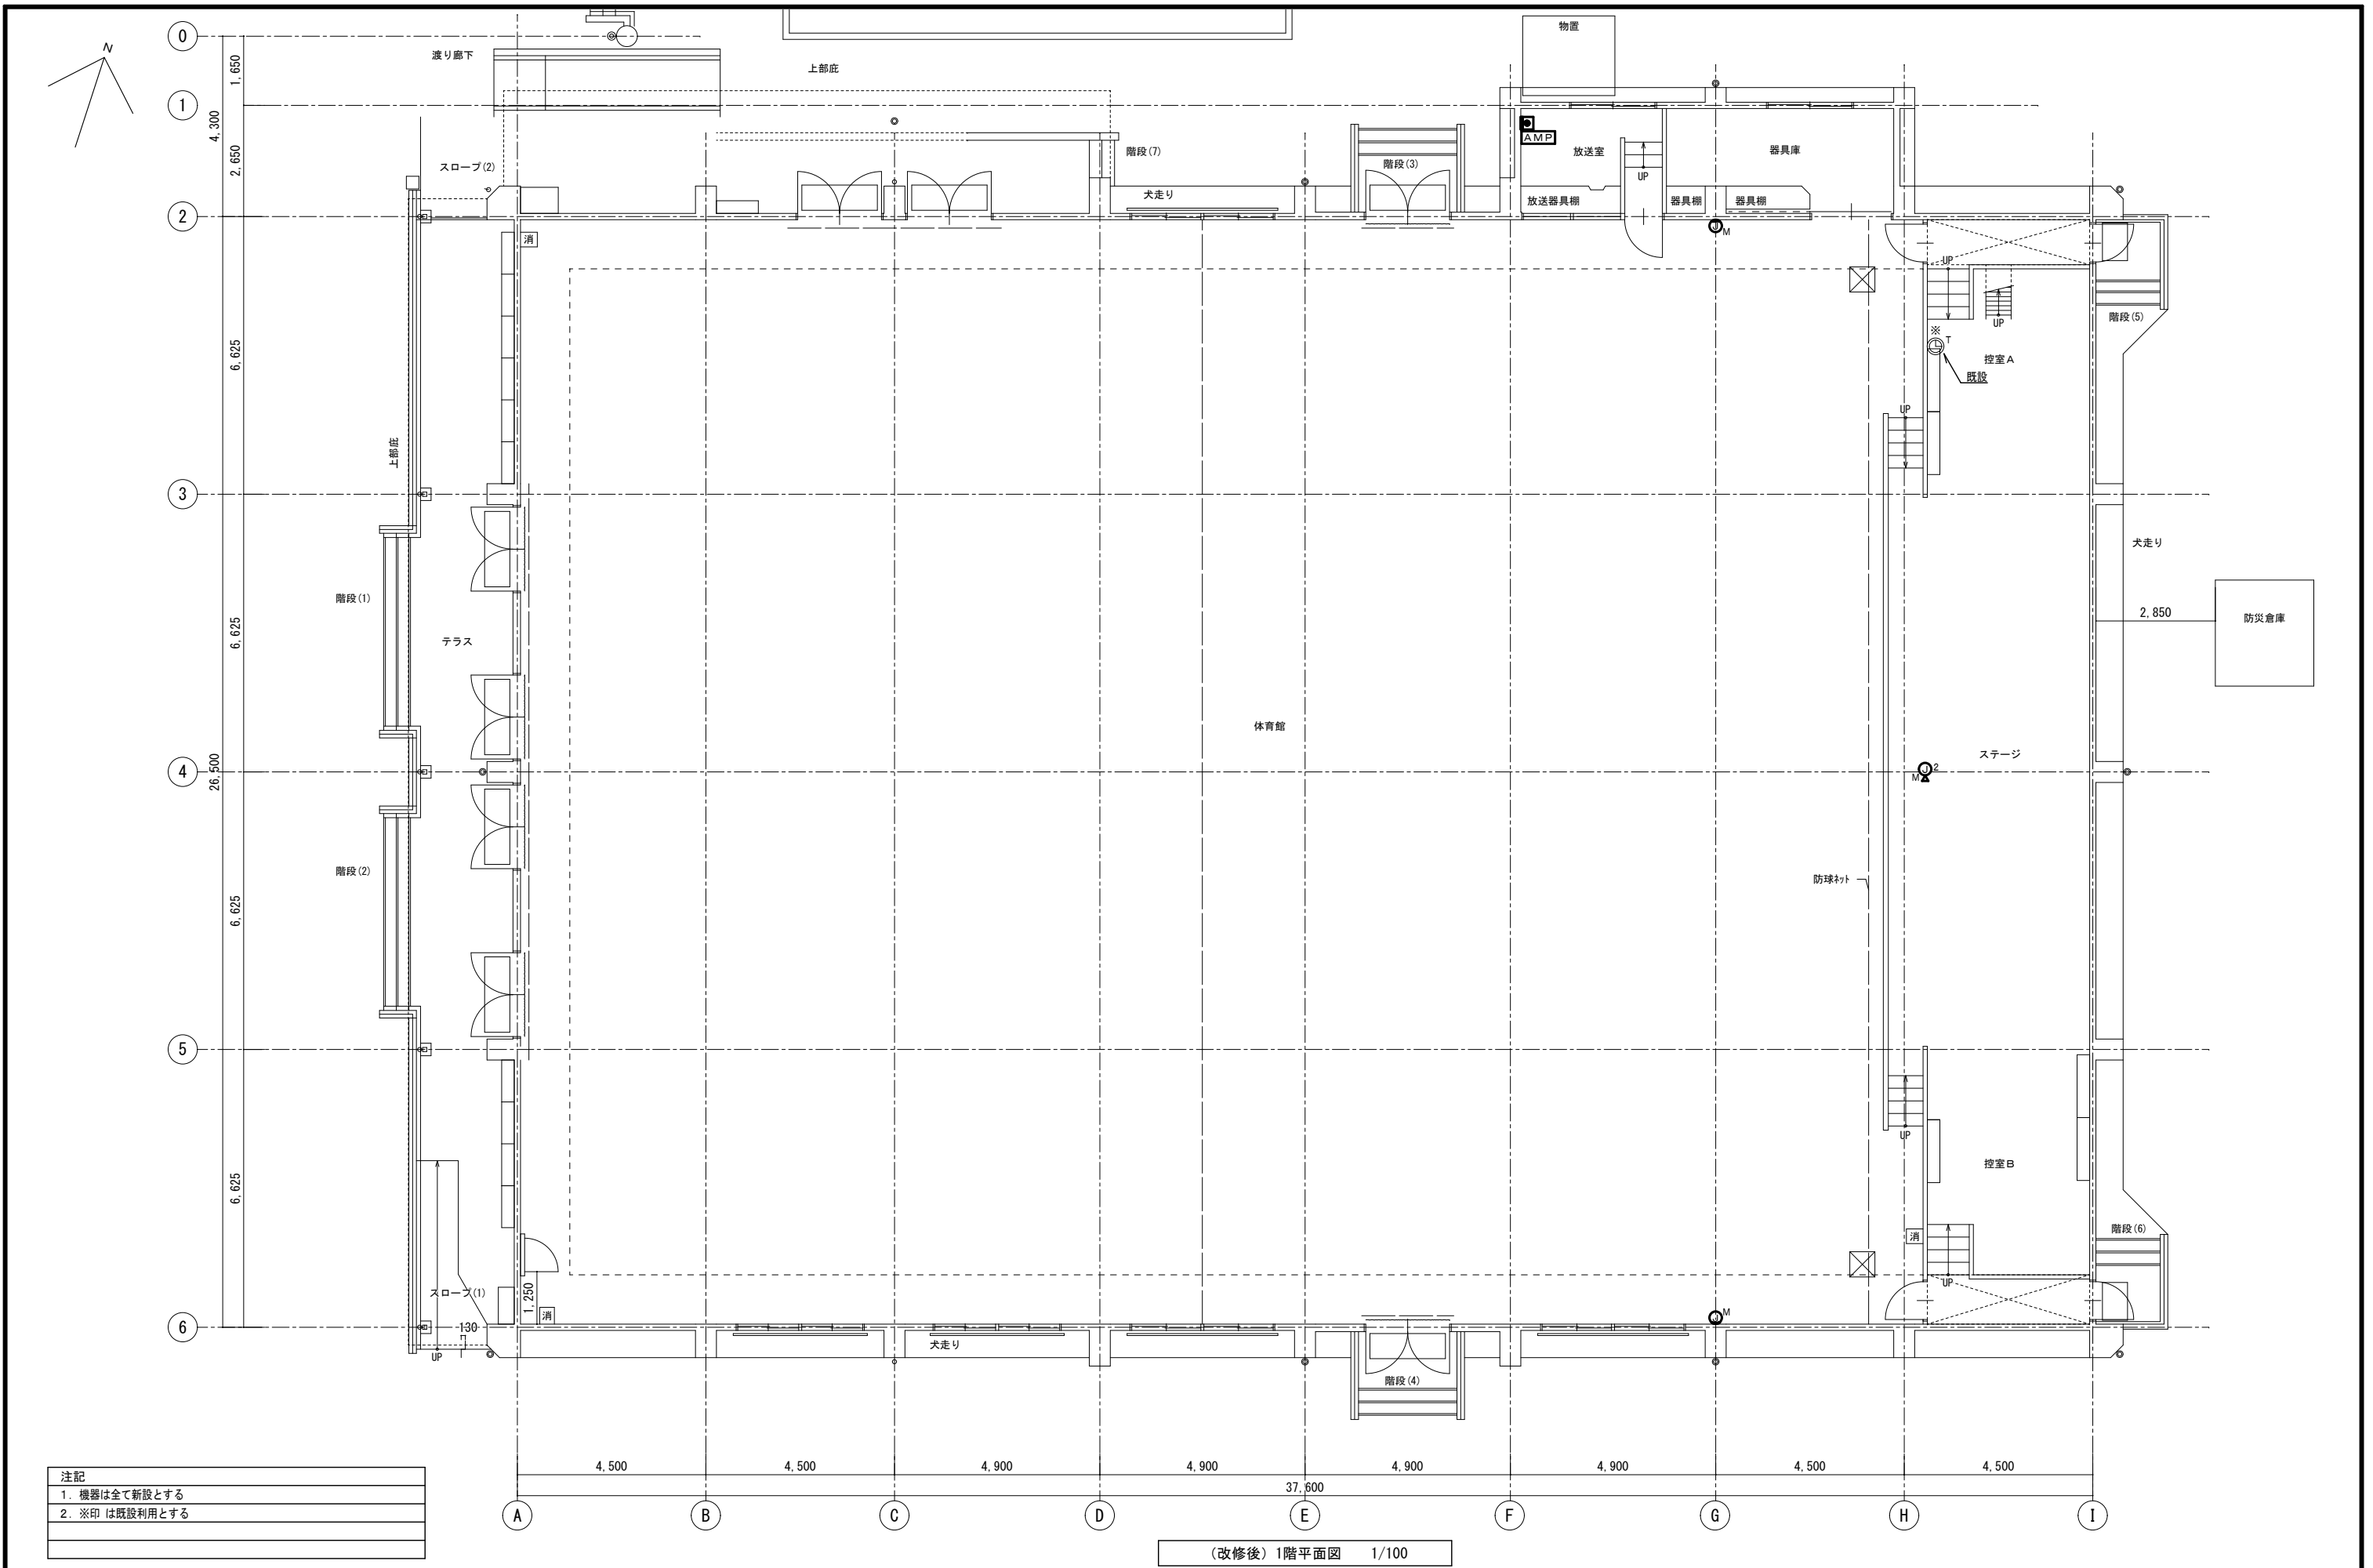 物置
0
N
渡り廊下
上部庇
1,650
1
4,300
AMP
放送室
器具庫
階段(7)
階段(3)
2,650
スロープ(2)
UP
犬走り
放送器具棚
器具棚
器具棚
2
M
消
UP
階段(5)
UP
※
T
控室A
6,625
既設
UP
上部庇
3
犬走り
階段(1)
2,850
防災倉庫
6,625
テラス
体育館
ステージ
4
J
2
M
26,500
階段(2)
防球ネット
6,625
5
UP
控室B
6,625
階段(6)
消
UP
スロープ(1)
1,250
消
J
M
6
130
UP
犬走り
階段(4)
4,500
4,500
4,900
4,900
4,900
4,900
4,500
4,500
37,600
A
B
C
D
E
F
G
H
I
注記
1. 機器は全て新設とする
2. ※印 は既設利用とする
(改修後) 1階平面図 1/100